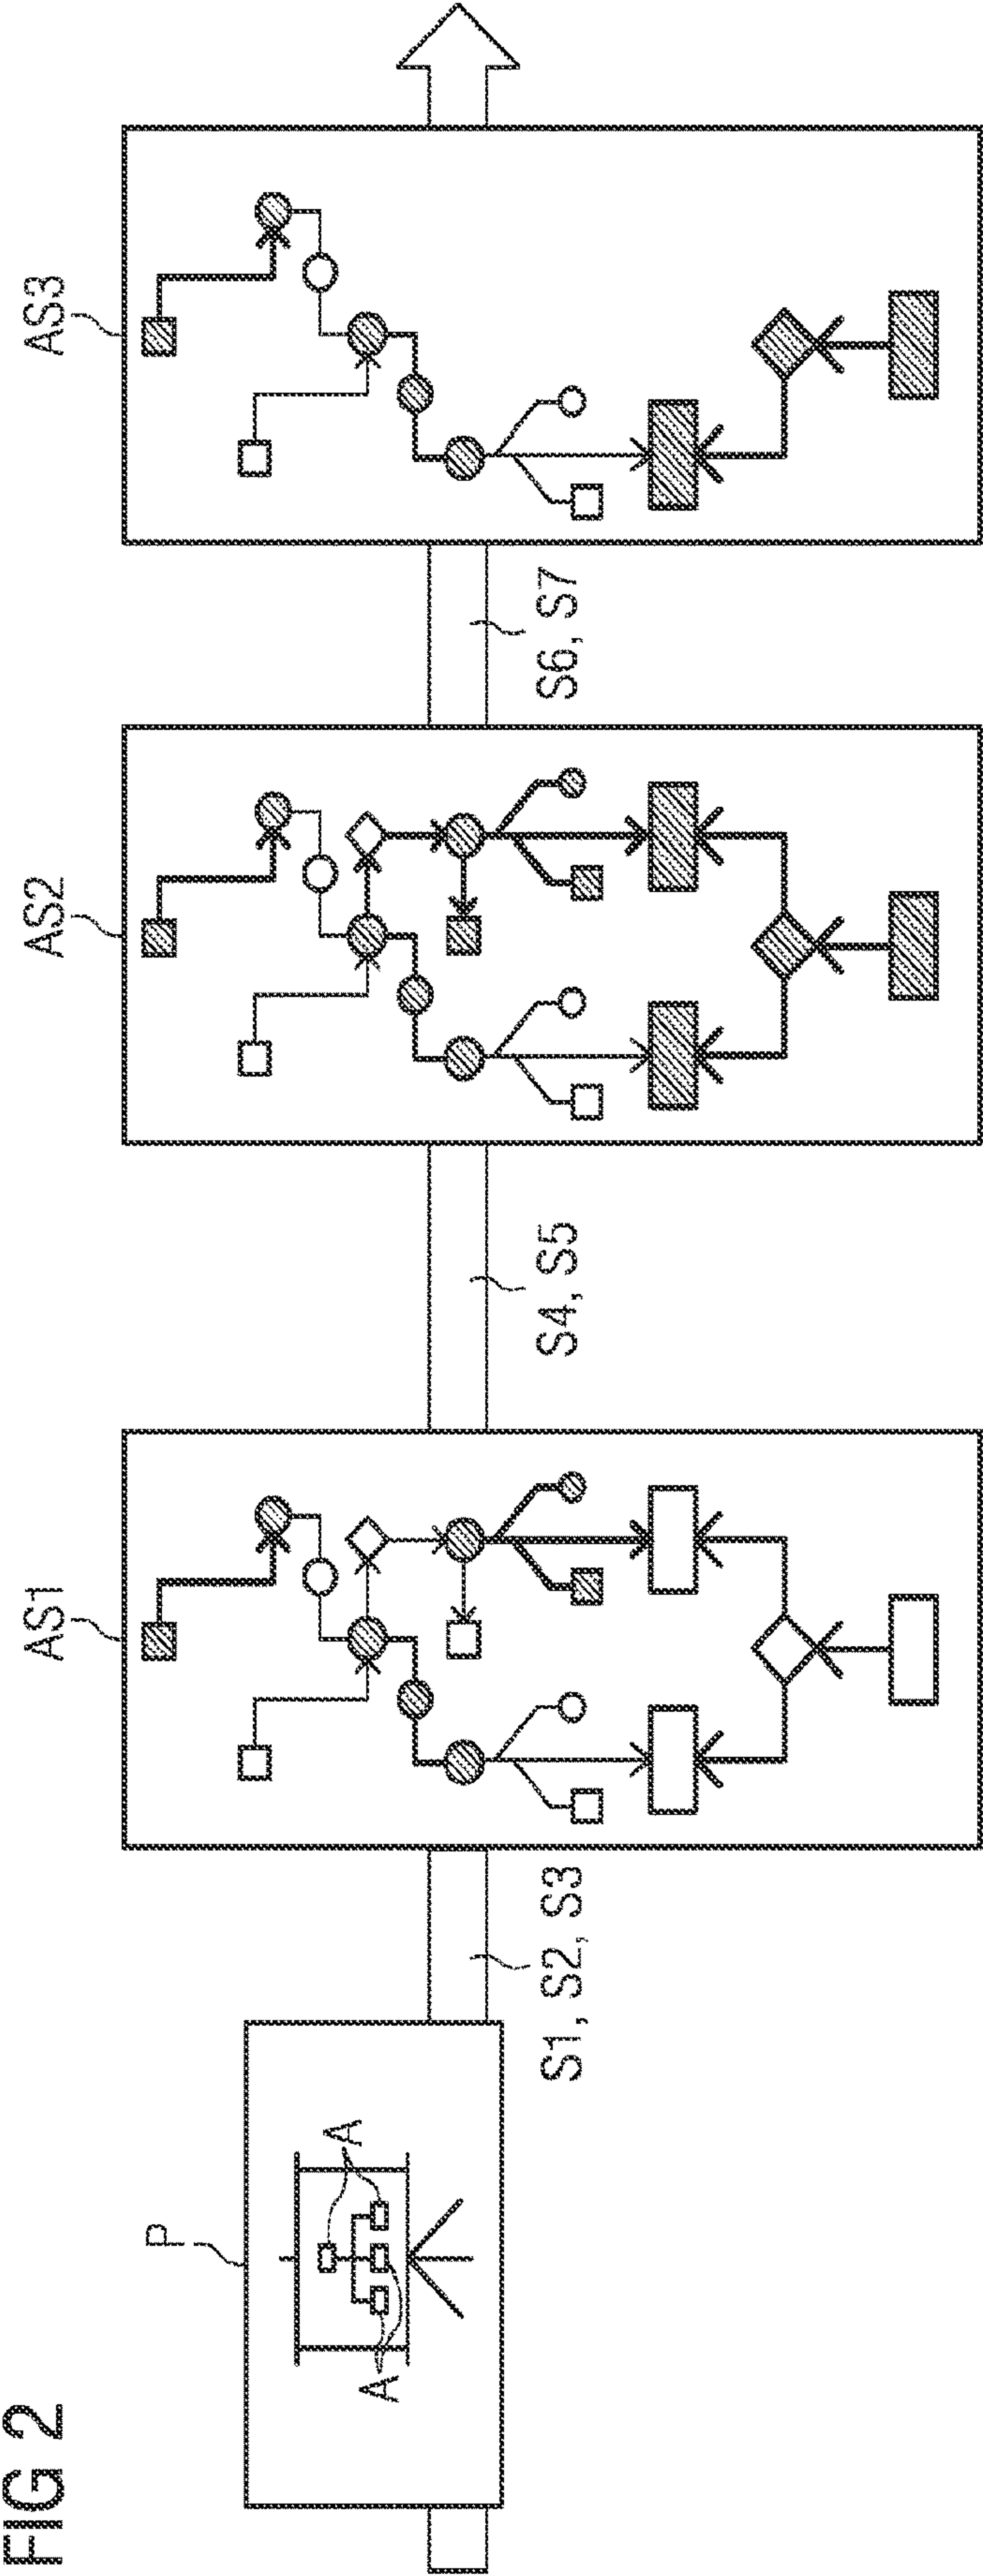 FIG 2
P
A
A
S1, S2, S3
AS1
S4, S5
AS2
S6, S7
AS3